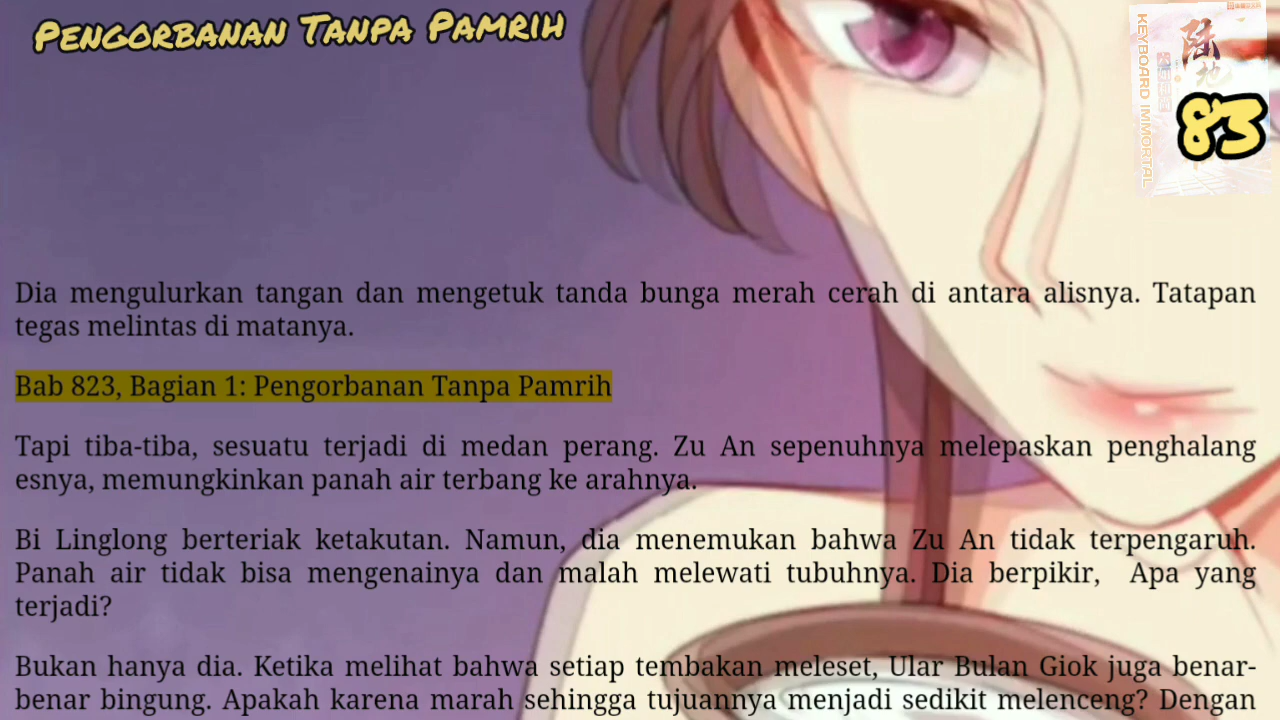 Pengorbanan Tanpa Pamrih
KEYBOARD IMMORTAL
陆地
83
Dia mengulurkan tangan dan mengetuk tanda bunga merah cerah di antara alisnya. Tatapan
tegas melintas di matanya.
Bab 823, Bagian 1: Pengorbanan Tanpa Pamrih
Tapi tiba-tiba, sesuatu terjadi di medan perang. Zu An sepenuhnya melepaskan penghalang
esnya, memungkinkan panah air terbang ke arahnya.
Bi Linglong berteriak ketakutan. Namun, dia menemukan bahwa Zu An tidak terpengaruh.
Panah air tidak bisa mengenainya dan malah melewati tubuhnya. Dia berpikir, Apa yang
terjadi?
Bukan hanya dia. Ketika melihat bahwa setiap tembakan meleset, Ular Bulan Giok juga benar-
benar bingung. Apakah karena marah sehingga tujuannya menjadi sedikit melenceng? Dengan